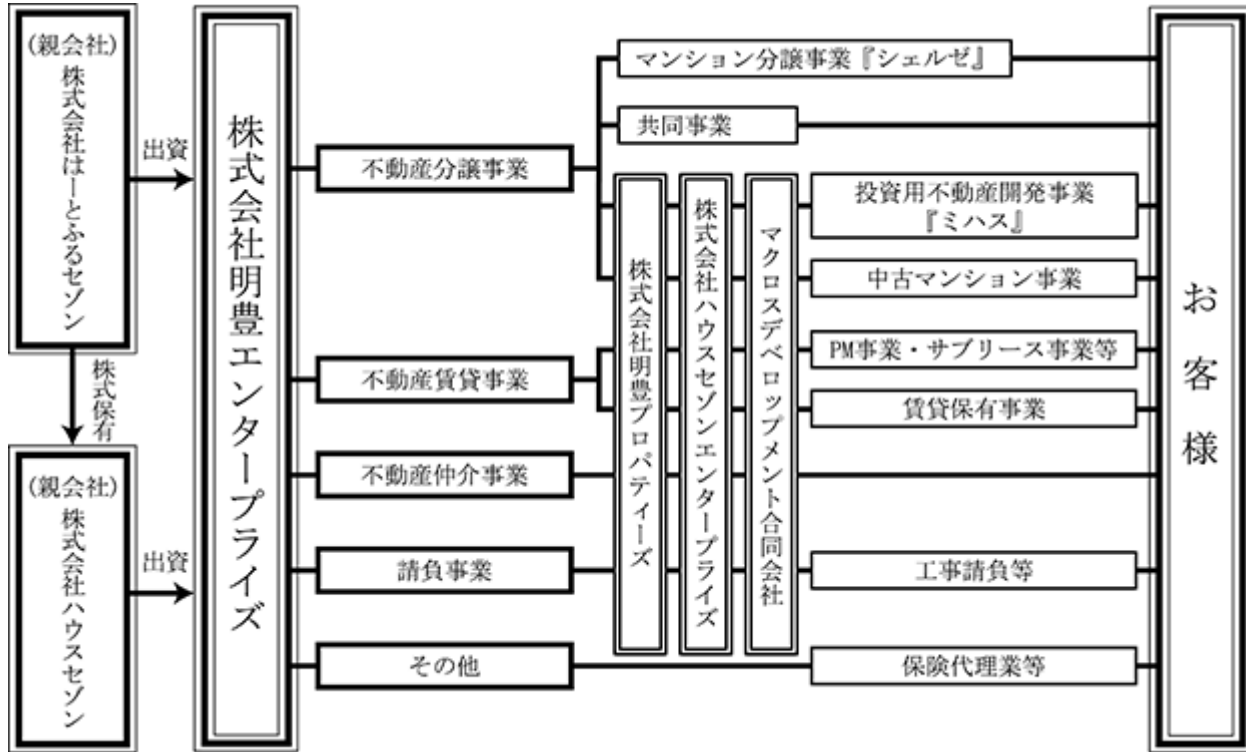 (親会社)
株式会社はーとふるセゾン
出資
株式保有
(親会社)
株式会社ハウスセゾン
出資
株式会社明豊エンタープライズ
不動産分譲事業
不動産賃貸事業
不動産仲介事業
請負事業
その他
マンション分譲事業『シェルゼ』
共同事業
株式会社明豊プロパティーズ
株式会社ハウスセゾンエンタープライズ
マクロスデベロップメント合同会社
投資用不動産開発事業
『ミハス』
中古マンション事業
PM事業・サブリース事業等
賃貸保有事業
工事請負等
保険代理業等
お客様